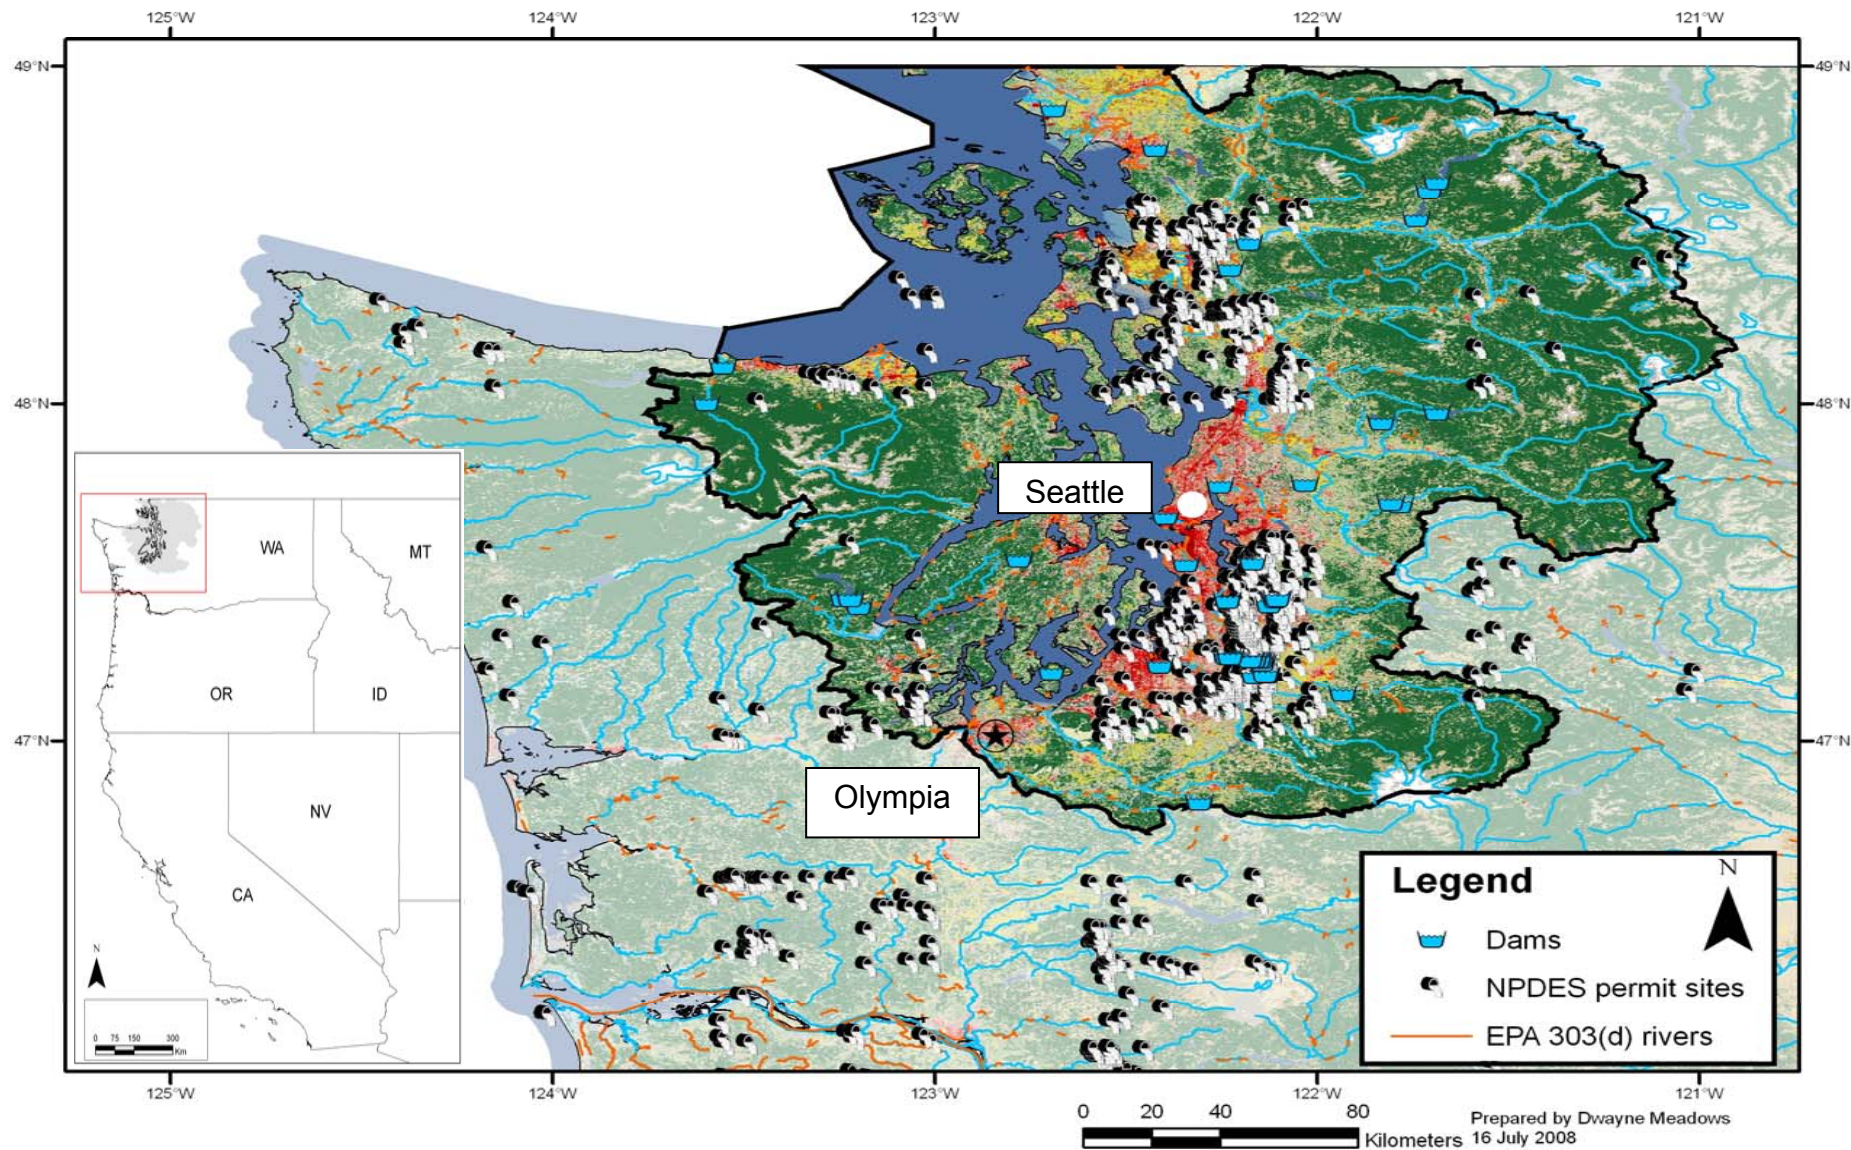 125°W 124°W 123°W 122°W 121°W
49°N 49°N
48°N 48°N
Seattle
WA MT
OR ID
47°N 47°N
Olympia
NV
CA
N
0 75 150 300
Km
Legend
N
Dams
NPDES permit sites
EPA 303(d) rivers
125°W 124°W 123°W 122°W 121°W
0 20 40 80
Kilometers
Prepared by Dwayne Meadows
16 July 2008